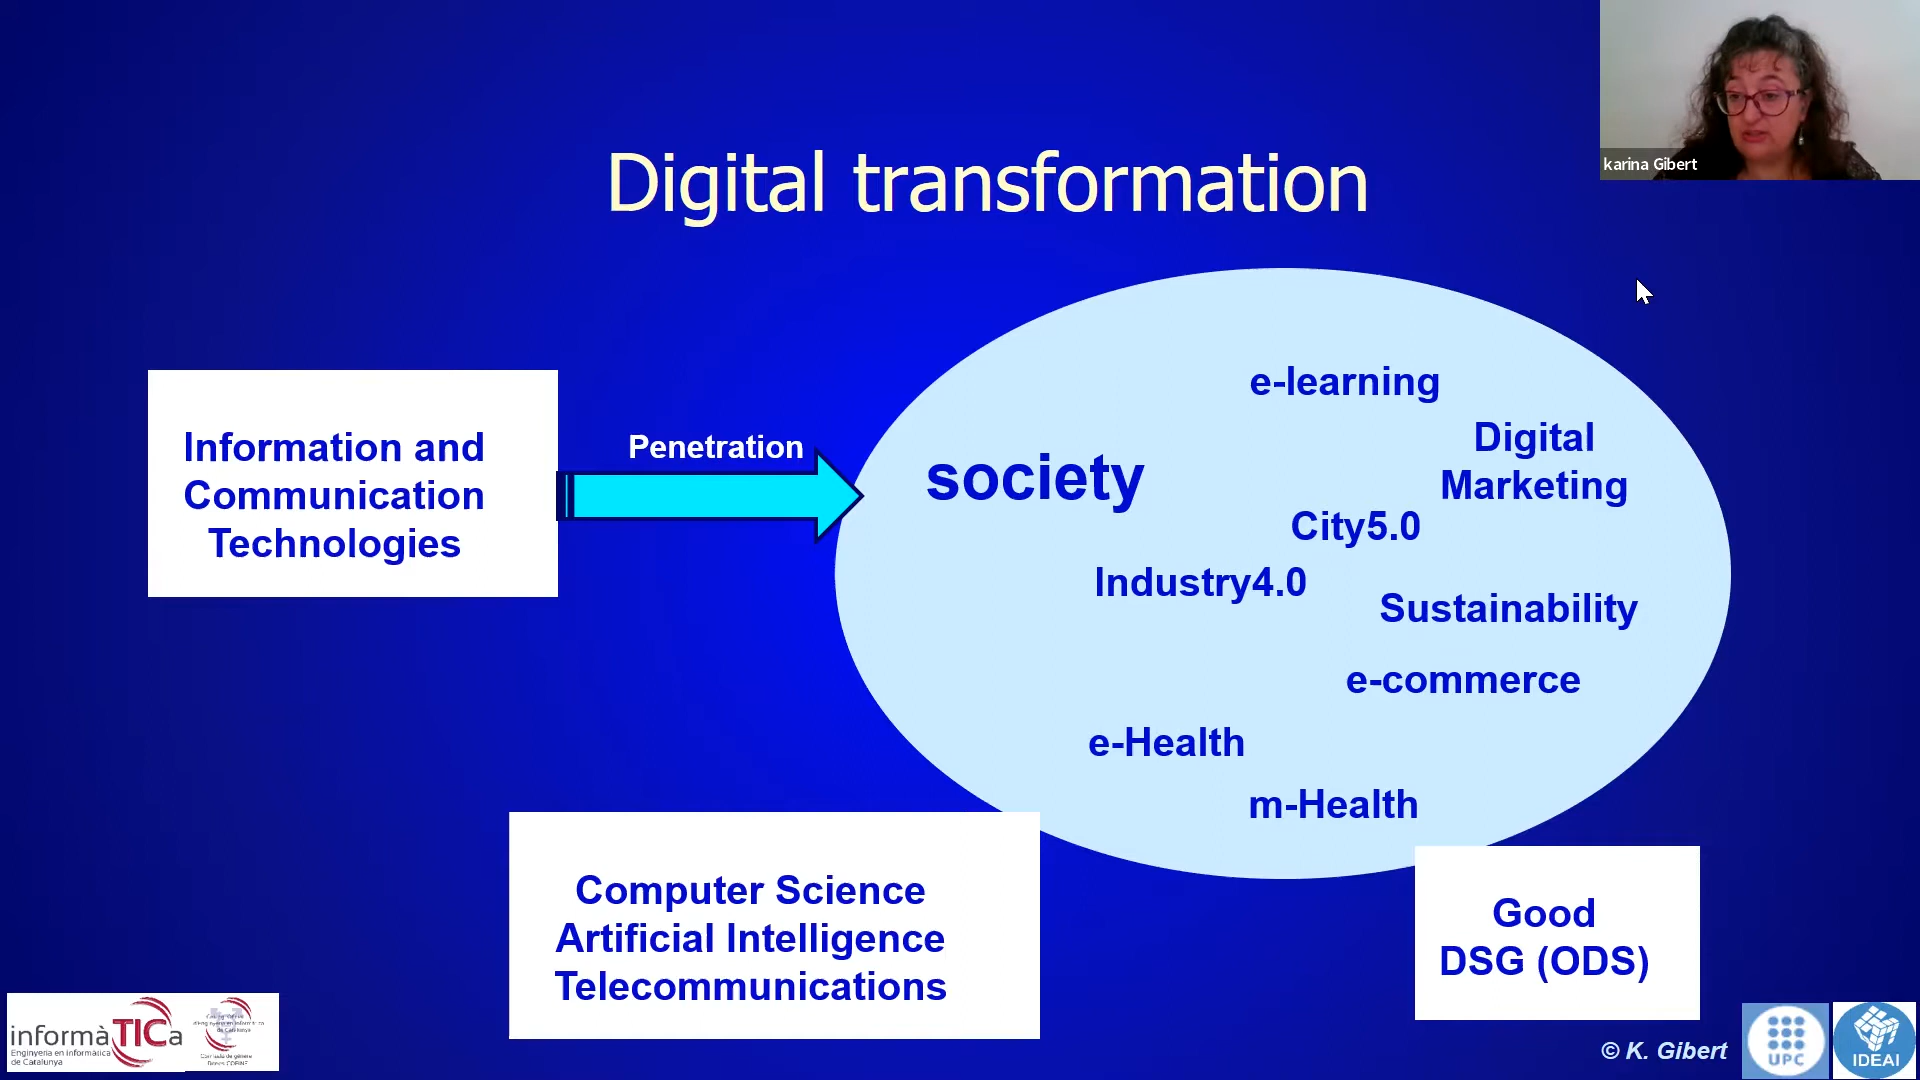 karina Gibert
Digital transformation
Information and
Communication
Technologies
Penetration
society
e-learning
Digital
Marketing
City5.0
Industry4.0
Sustainability
e-commerce
e-Health
m-Health
Computer Science
Artificial Intelligence
Telecommunications
Good
DSG (ODS)
informàTICa
Enginyeria en Informàtica
de Catalunya
© K. Gibert
UPC
IDEAI